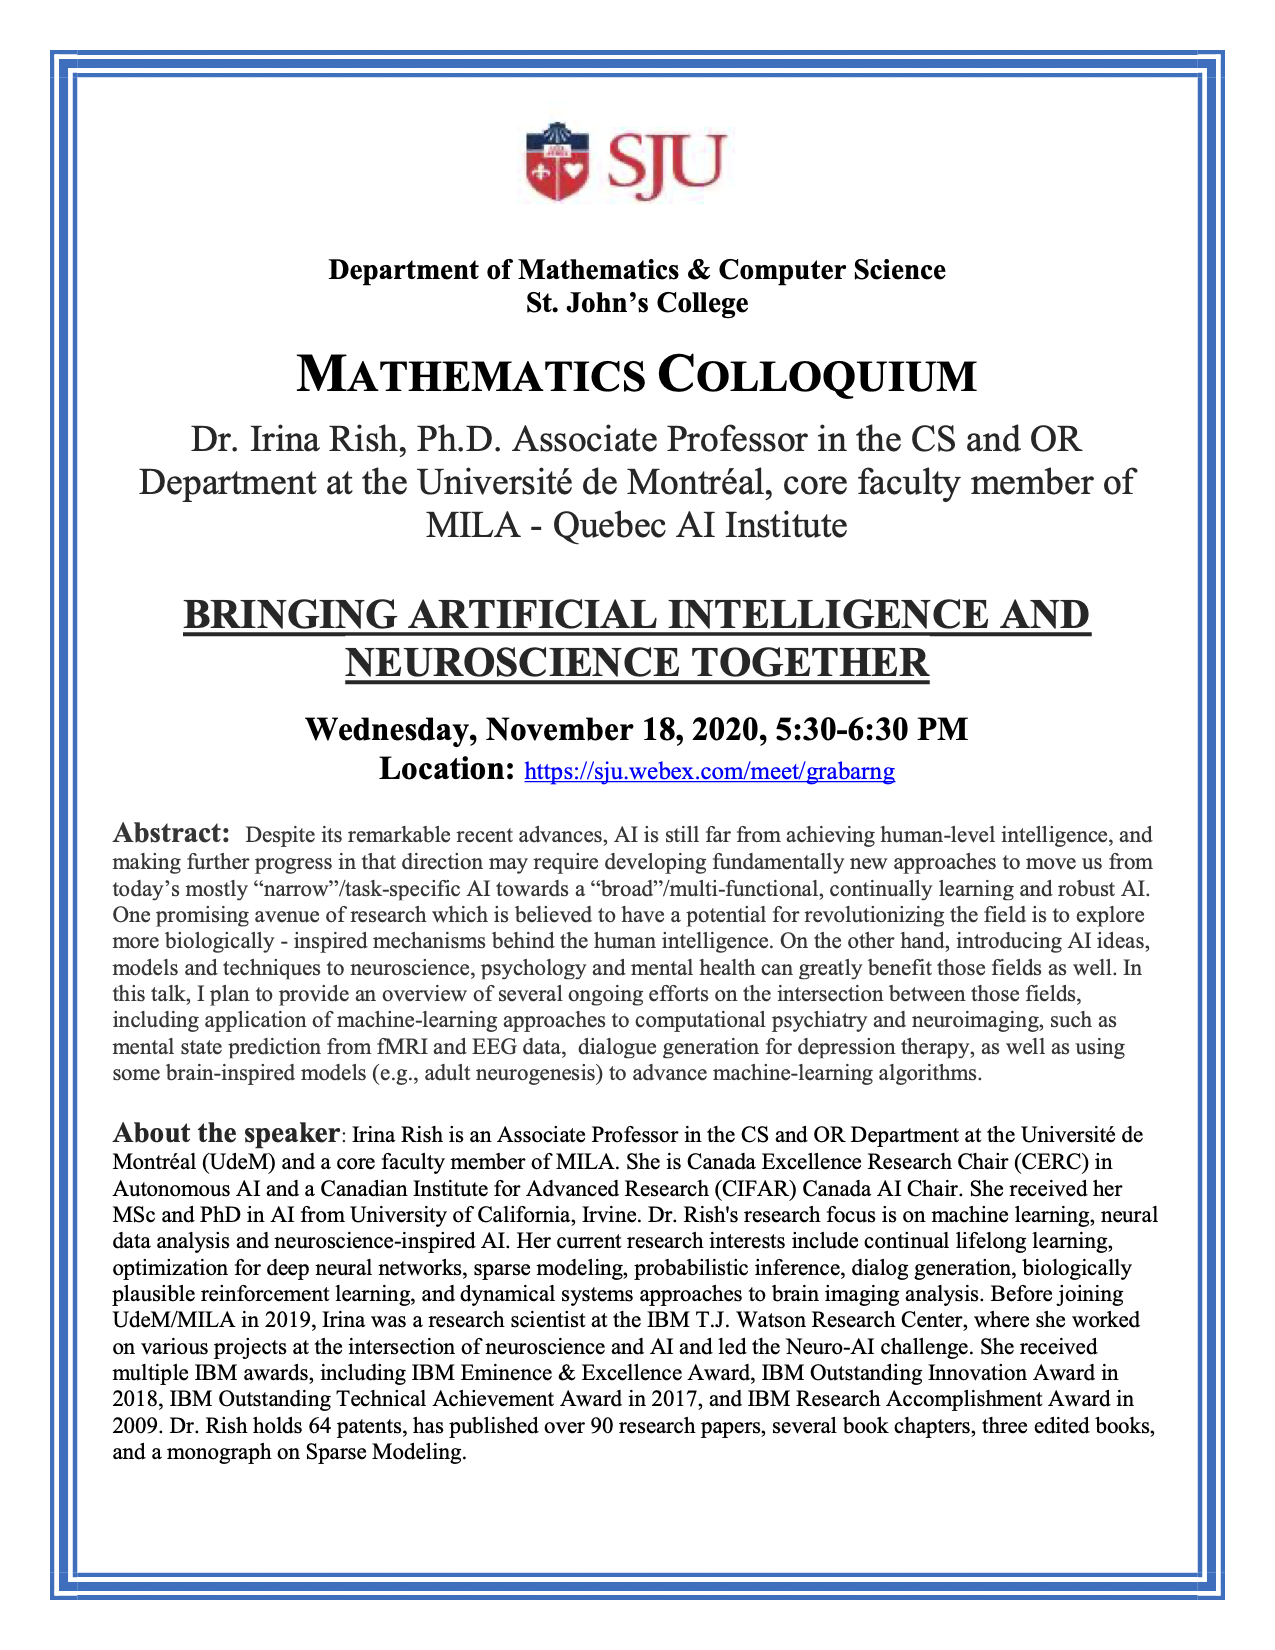 SJU
Department of Mathematics & Computer Science
St. John’s College
MATHEMATICS COLLOQUIUM
Dr. Irina Rish, Ph.D. Associate Professor in the CS and OR
Department at the Université de Montréal, core faculty member of
MILA - Quebec AI Institute
BRINGING ARTIFICIAL INTELLIGENCE AND
NEUROSCIENCE TOGETHER
Wednesday, November 18, 2020, 5:30-6:30 PM
Location: https://sju.webex.com/meet/grabarng
Abstract: Despite its remarkable recent advances, AI is still far from achieving human-level intelligence, and
making further progress in that direction may require developing fundamentally new approaches to move us from
today’s mostly “narrow”/task-specific AI towards a “broad”/multi-functional, continually learning and robust AI.
One promising avenue of research which is believed to have a potential for revolutionizing the field is to explore
more biologically - inspired mechanisms behind the human intelligence. On the other hand, introducing AI ideas,
models and techniques to neuroscience, psychology and mental health can greatly benefit those fields as well. In
this talk, I plan to provide an overview of several ongoing efforts on the intersection between those fields,
including application of machine-learning approaches to computational psychiatry and neuroimaging, such as
mental state prediction from fMRI and EEG data, dialogue generation for depression therapy, as well as using
some brain-inspired models (e.g., adult neurogenesis) to advance machine-learning algorithms.
About the speaker: Irina Rish is an Associate Professor in the CS and OR Department at the Université de
Montréal (UdeM) and a core faculty member of MILA. She is Canada Excellence Research Chair (CERC) in
Autonomous AI and a Canadian Institute for Advanced Research (CIFAR) Canada AI Chair. She received her
MSc and PhD in AI from University of California, Irvine. Dr. Rish's research focus is on machine learning, neural
data analysis and neuroscience-inspired AI. Her current research interests include continual lifelong learning,
optimization for deep neural networks, sparse modeling, probabilistic inference, dialog generation, biologically
plausible reinforcement learning, and dynamical systems approaches to brain imaging analysis. Before joining
UdeM/MILA in 2019, Irina was a research scientist at the IBM T.J. Watson Research Center, where she worked
on various projects at the intersection of neuroscience and AI and led the Neuro-AI challenge. She received
multiple IBM awards, including IBM Eminence & Excellence Award, IBM Outstanding Innovation Award in
2018, IBM Outstanding Technical Achievement Award in 2017, and IBM Research Accomplishment Award in
2009. Dr. Rish holds 64 patents, has published over 90 research papers, several book chapters, three edited books,
and a monograph on Sparse Modeling.